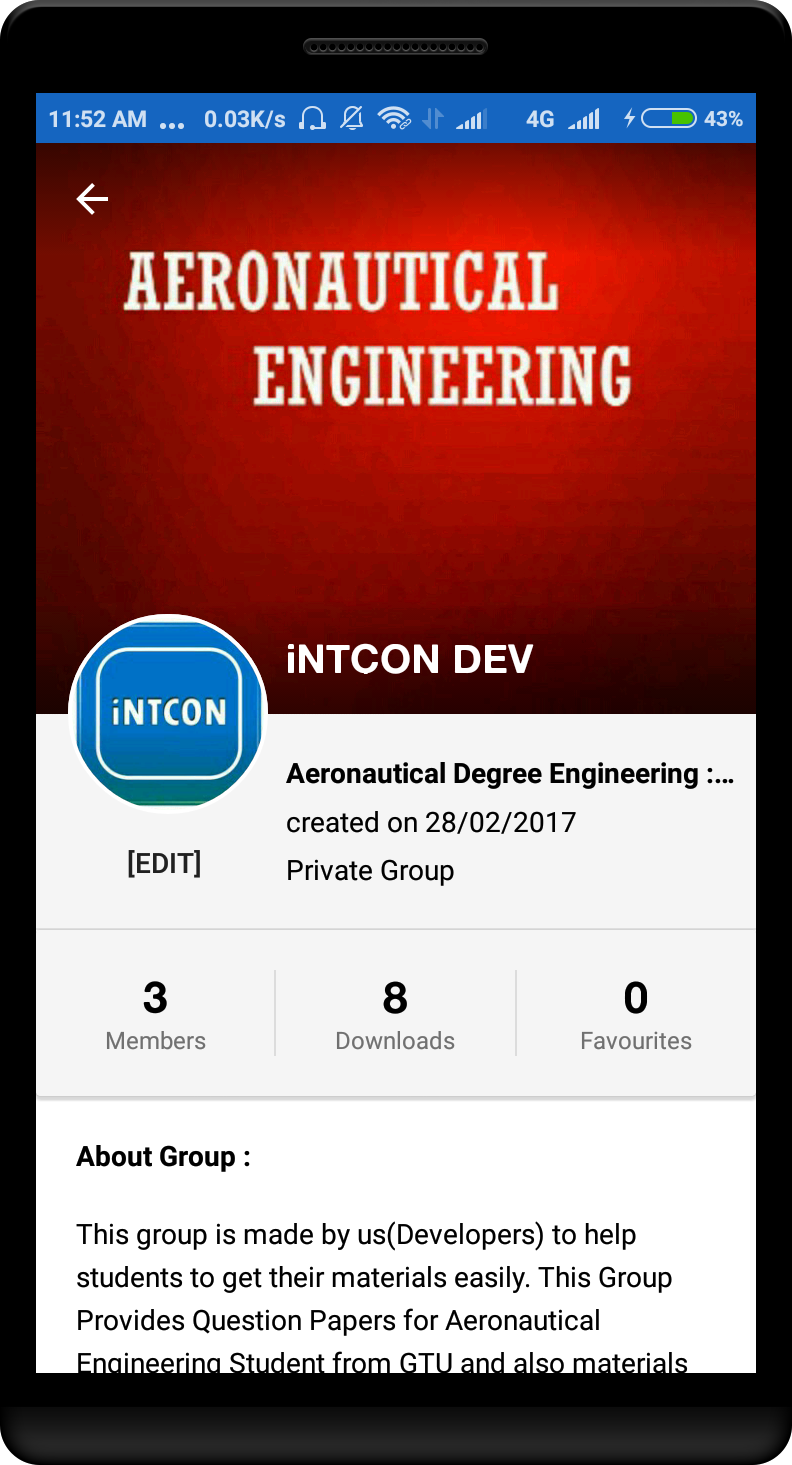 11:52 AM ... 0.03K/s 4G 43%
AERONAUTICAL
ENGINEERING
iNTCON DEV
iNTCON
Aeronautical Degree Engineering :...
created on 28/02/2017
[EDIT]
Private Group
3 8 0
Members Downloads Favourites
About Group :
This group is made by us(Developers) to help
students to get their materials easily. This Group
Provides Question Papers for Aeronautical
Engineering Student from GTU and also materials